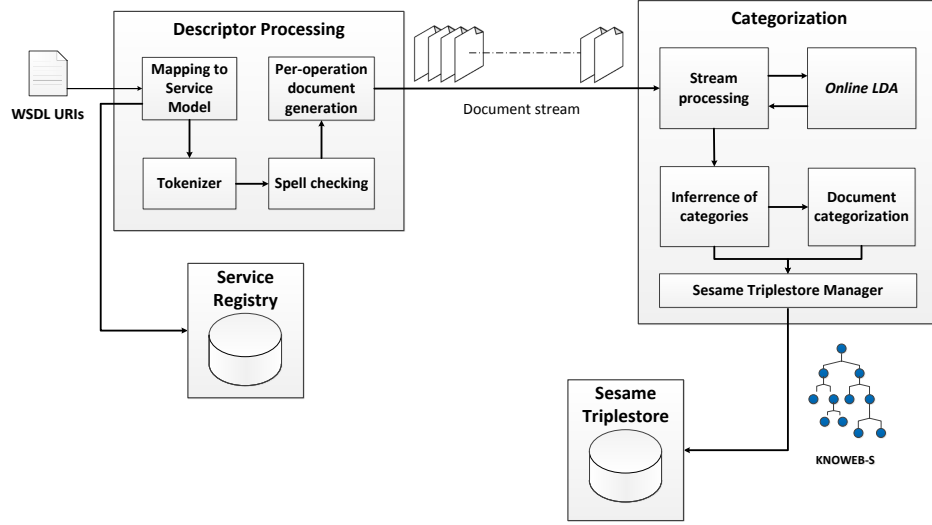 Descriptor Processing
WSDL URIs
Mapping to
Service
Model
Per-operation
document
generation
Tokenizer
Spell checking
Document stream
Categorization
Stream
processing
Online LDA
Inferrence of
categories
Document
categorization
Sesame Triplestore Manager
Service
Registry
Sesame
Triplestore
KNOWEB-S